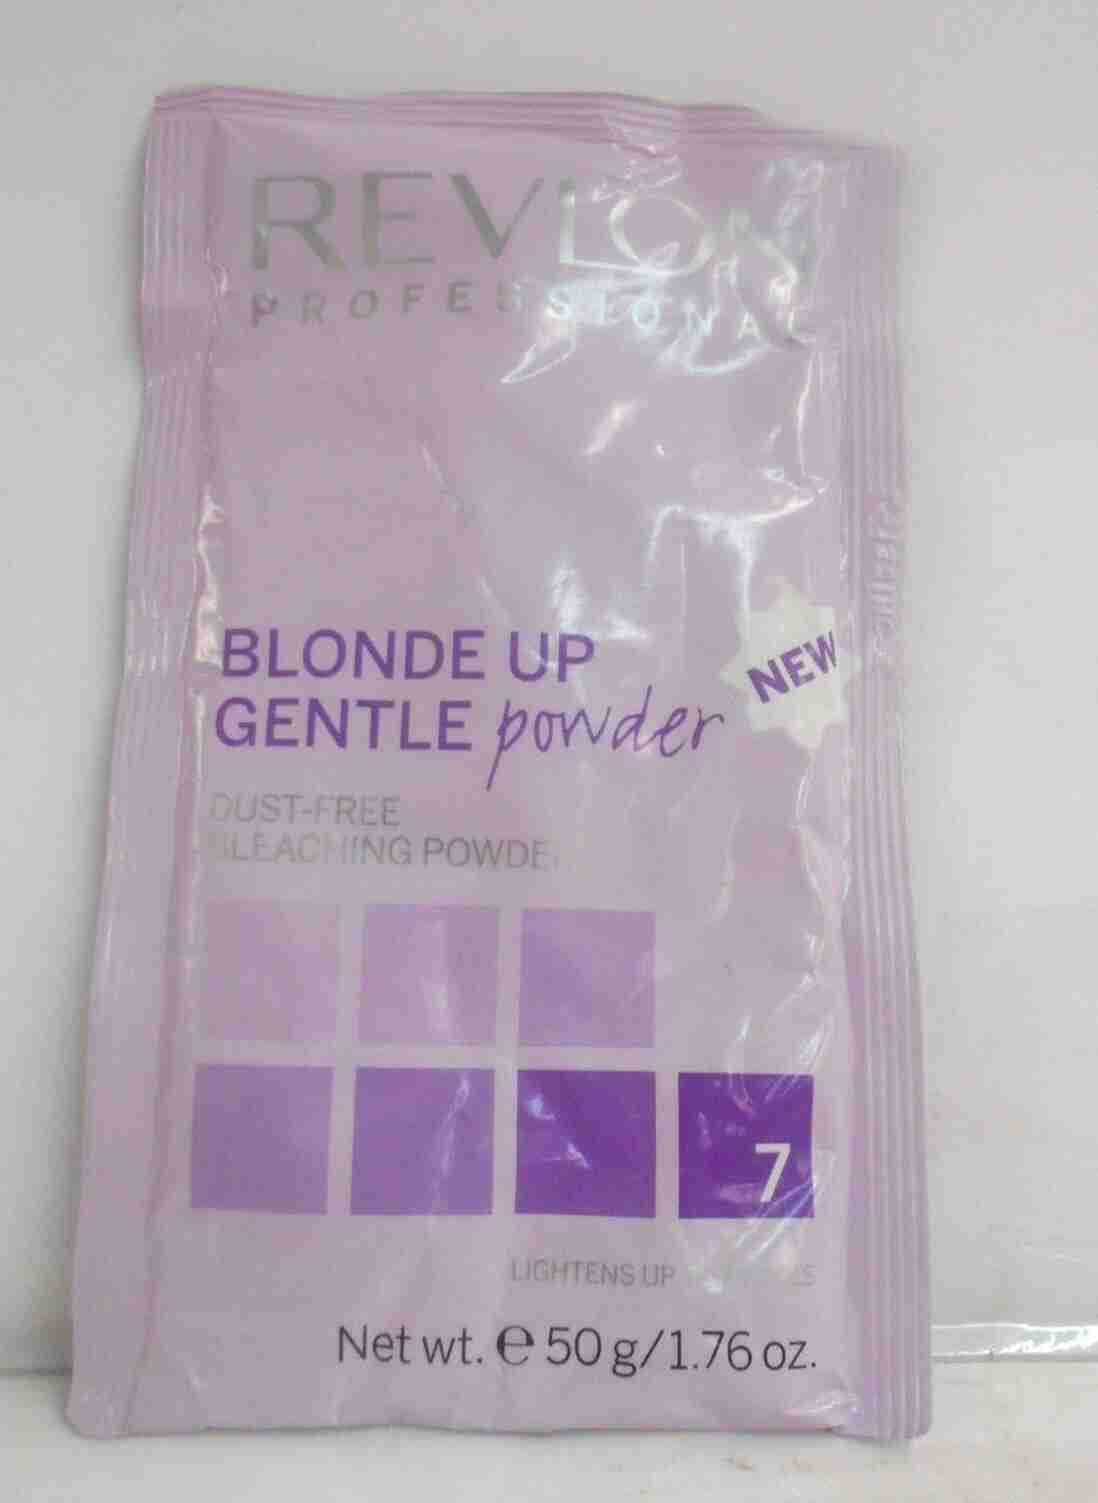 REVLON
PROFESSIONAL
BLONDE UP
GENTLE powder
NEW
DUST-FREE
BLEACHING POWDER
7
LIGHTENS UP
Net wt. ℮ 50 g/1.76 oz.